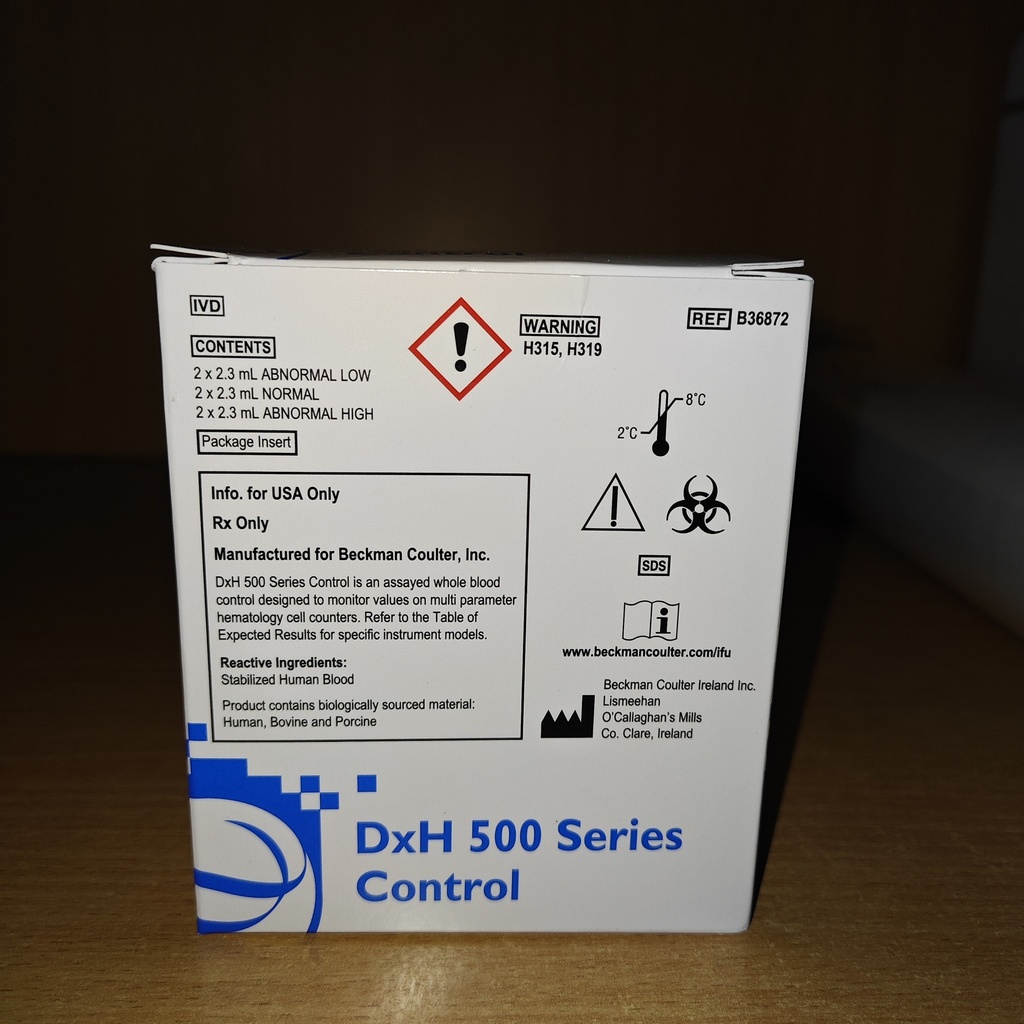 IVD
CONTENTS
2 x 2.3 mL ABNORMAL LOW
2 x 2.3 mL NORMAL
2 x 2.3 mL ABNORMAL HIGH
Package Insert
WARNING
H315, H319
REF B36872
8°C
2°C
Info. for USA Only
Rx Only
Manufactured for Beckman Coulter, Inc.
DxH 500 Series Control is an assayed whole blood
control designed to monitor values on multi parameter
hematology cell counters. Refer to the Table of
Expected Results for specific instrument models.
Reactive Ingredients:
Stabilized Human Blood
Product contains biologically sourced material:
Human, Bovine and Porcine
SDS
i
www.beckmancoulter.com/ifu
Beckman Coulter Ireland Inc.
Lismeehan
O'Callaghan's Mills
Co. Clare, Ireland
DxH 500 Series
Control